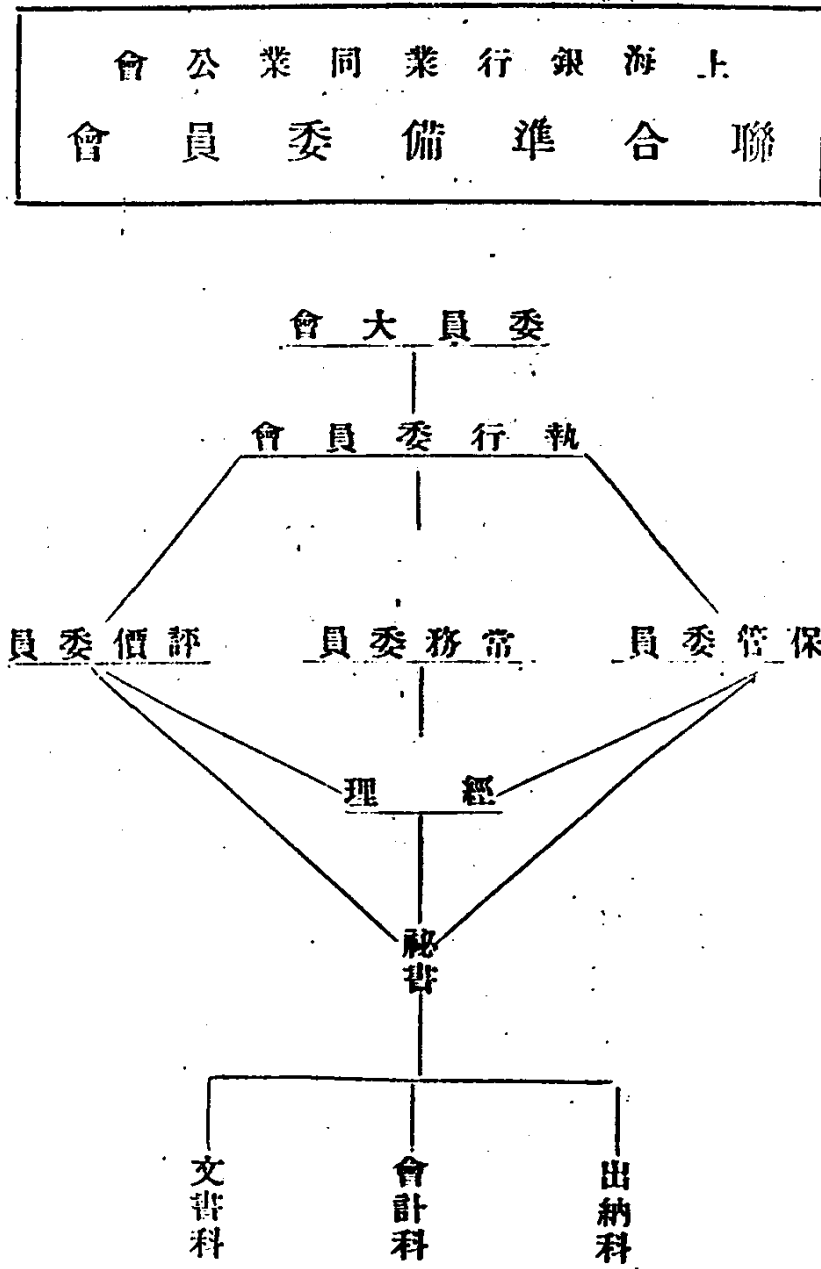 上海銀行業同業公會
聯合準備委員會
委員大會
執行委員會
保管委員
常務委員
評價委員
經理
祕書
出納科
會計科
文書科